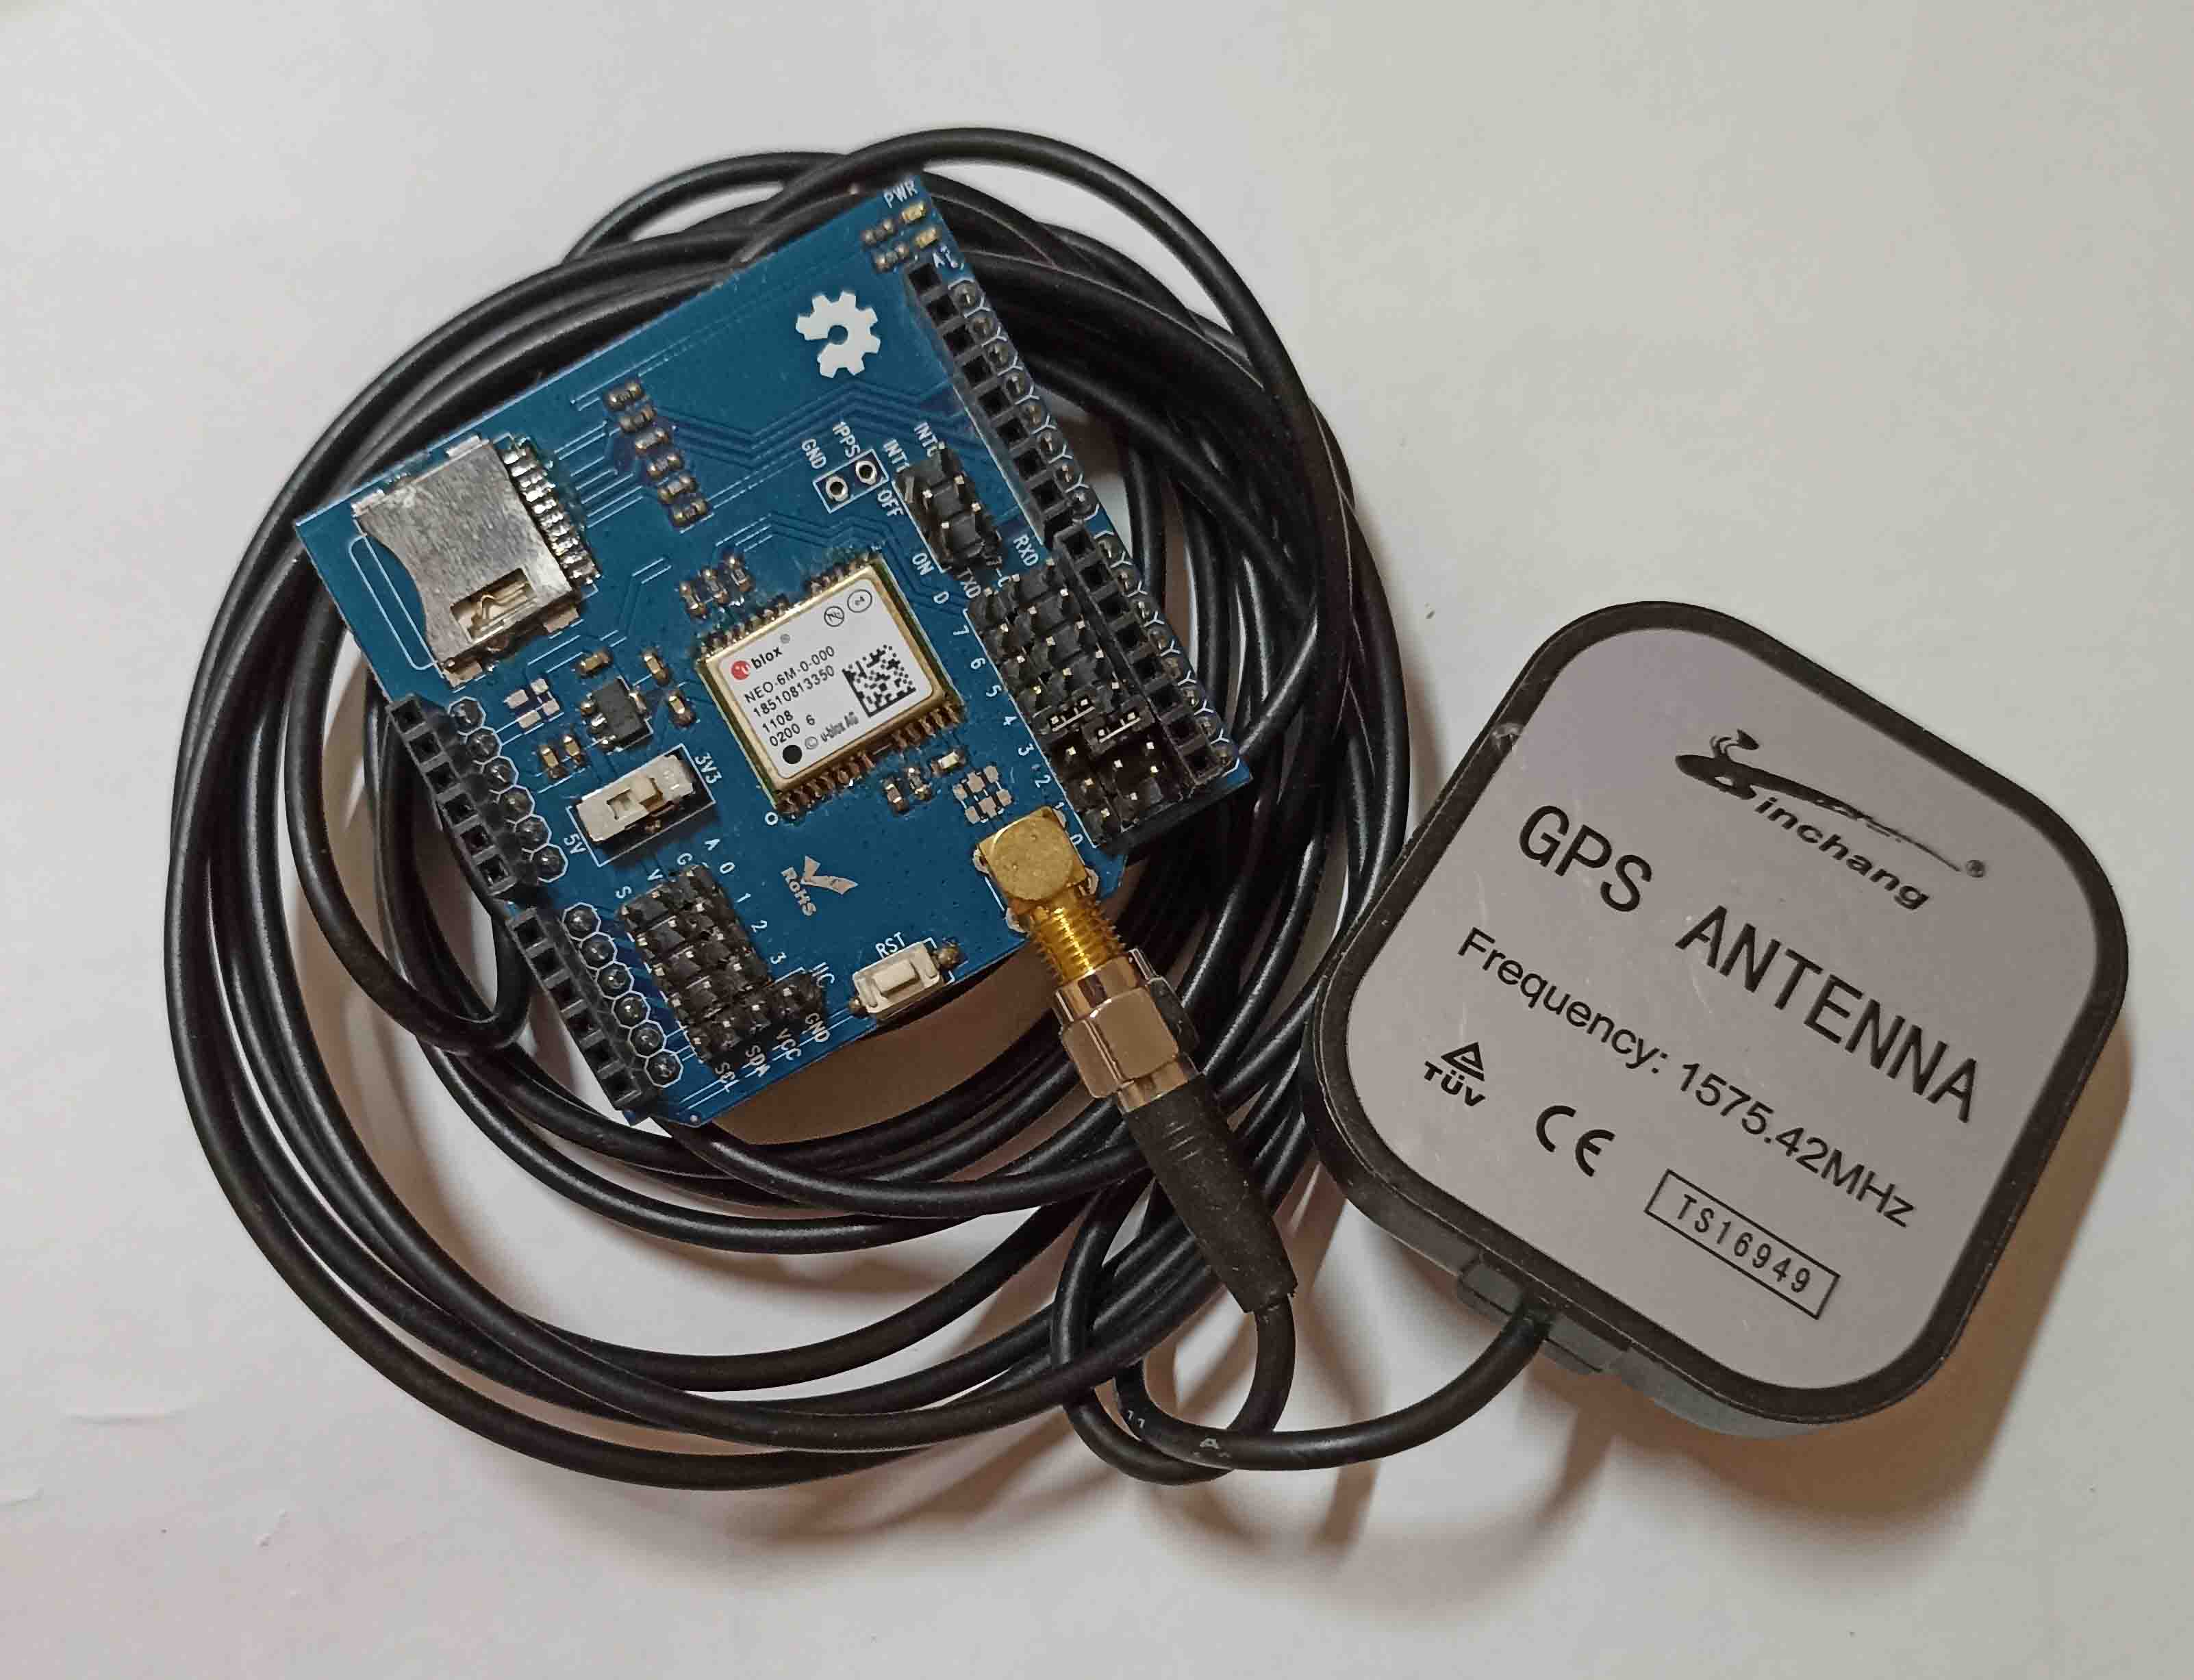 PWR
1PPS
GND
INT1
OFF
ON
RXD
TXD
D
7
6
5
4
3
2
1
0
u blox®
NEO-6M-0-000
18510813350
1108
0200 6
© u-blox AG
3V3
5V
A
G
V
S
0
1
2
3
IIC
GND
VCC
SDA
SCL
RoHS
RST
inchang®
GPS ANTENNA
Frequency: 1575.42MHz
TÜV
CE
TS16949